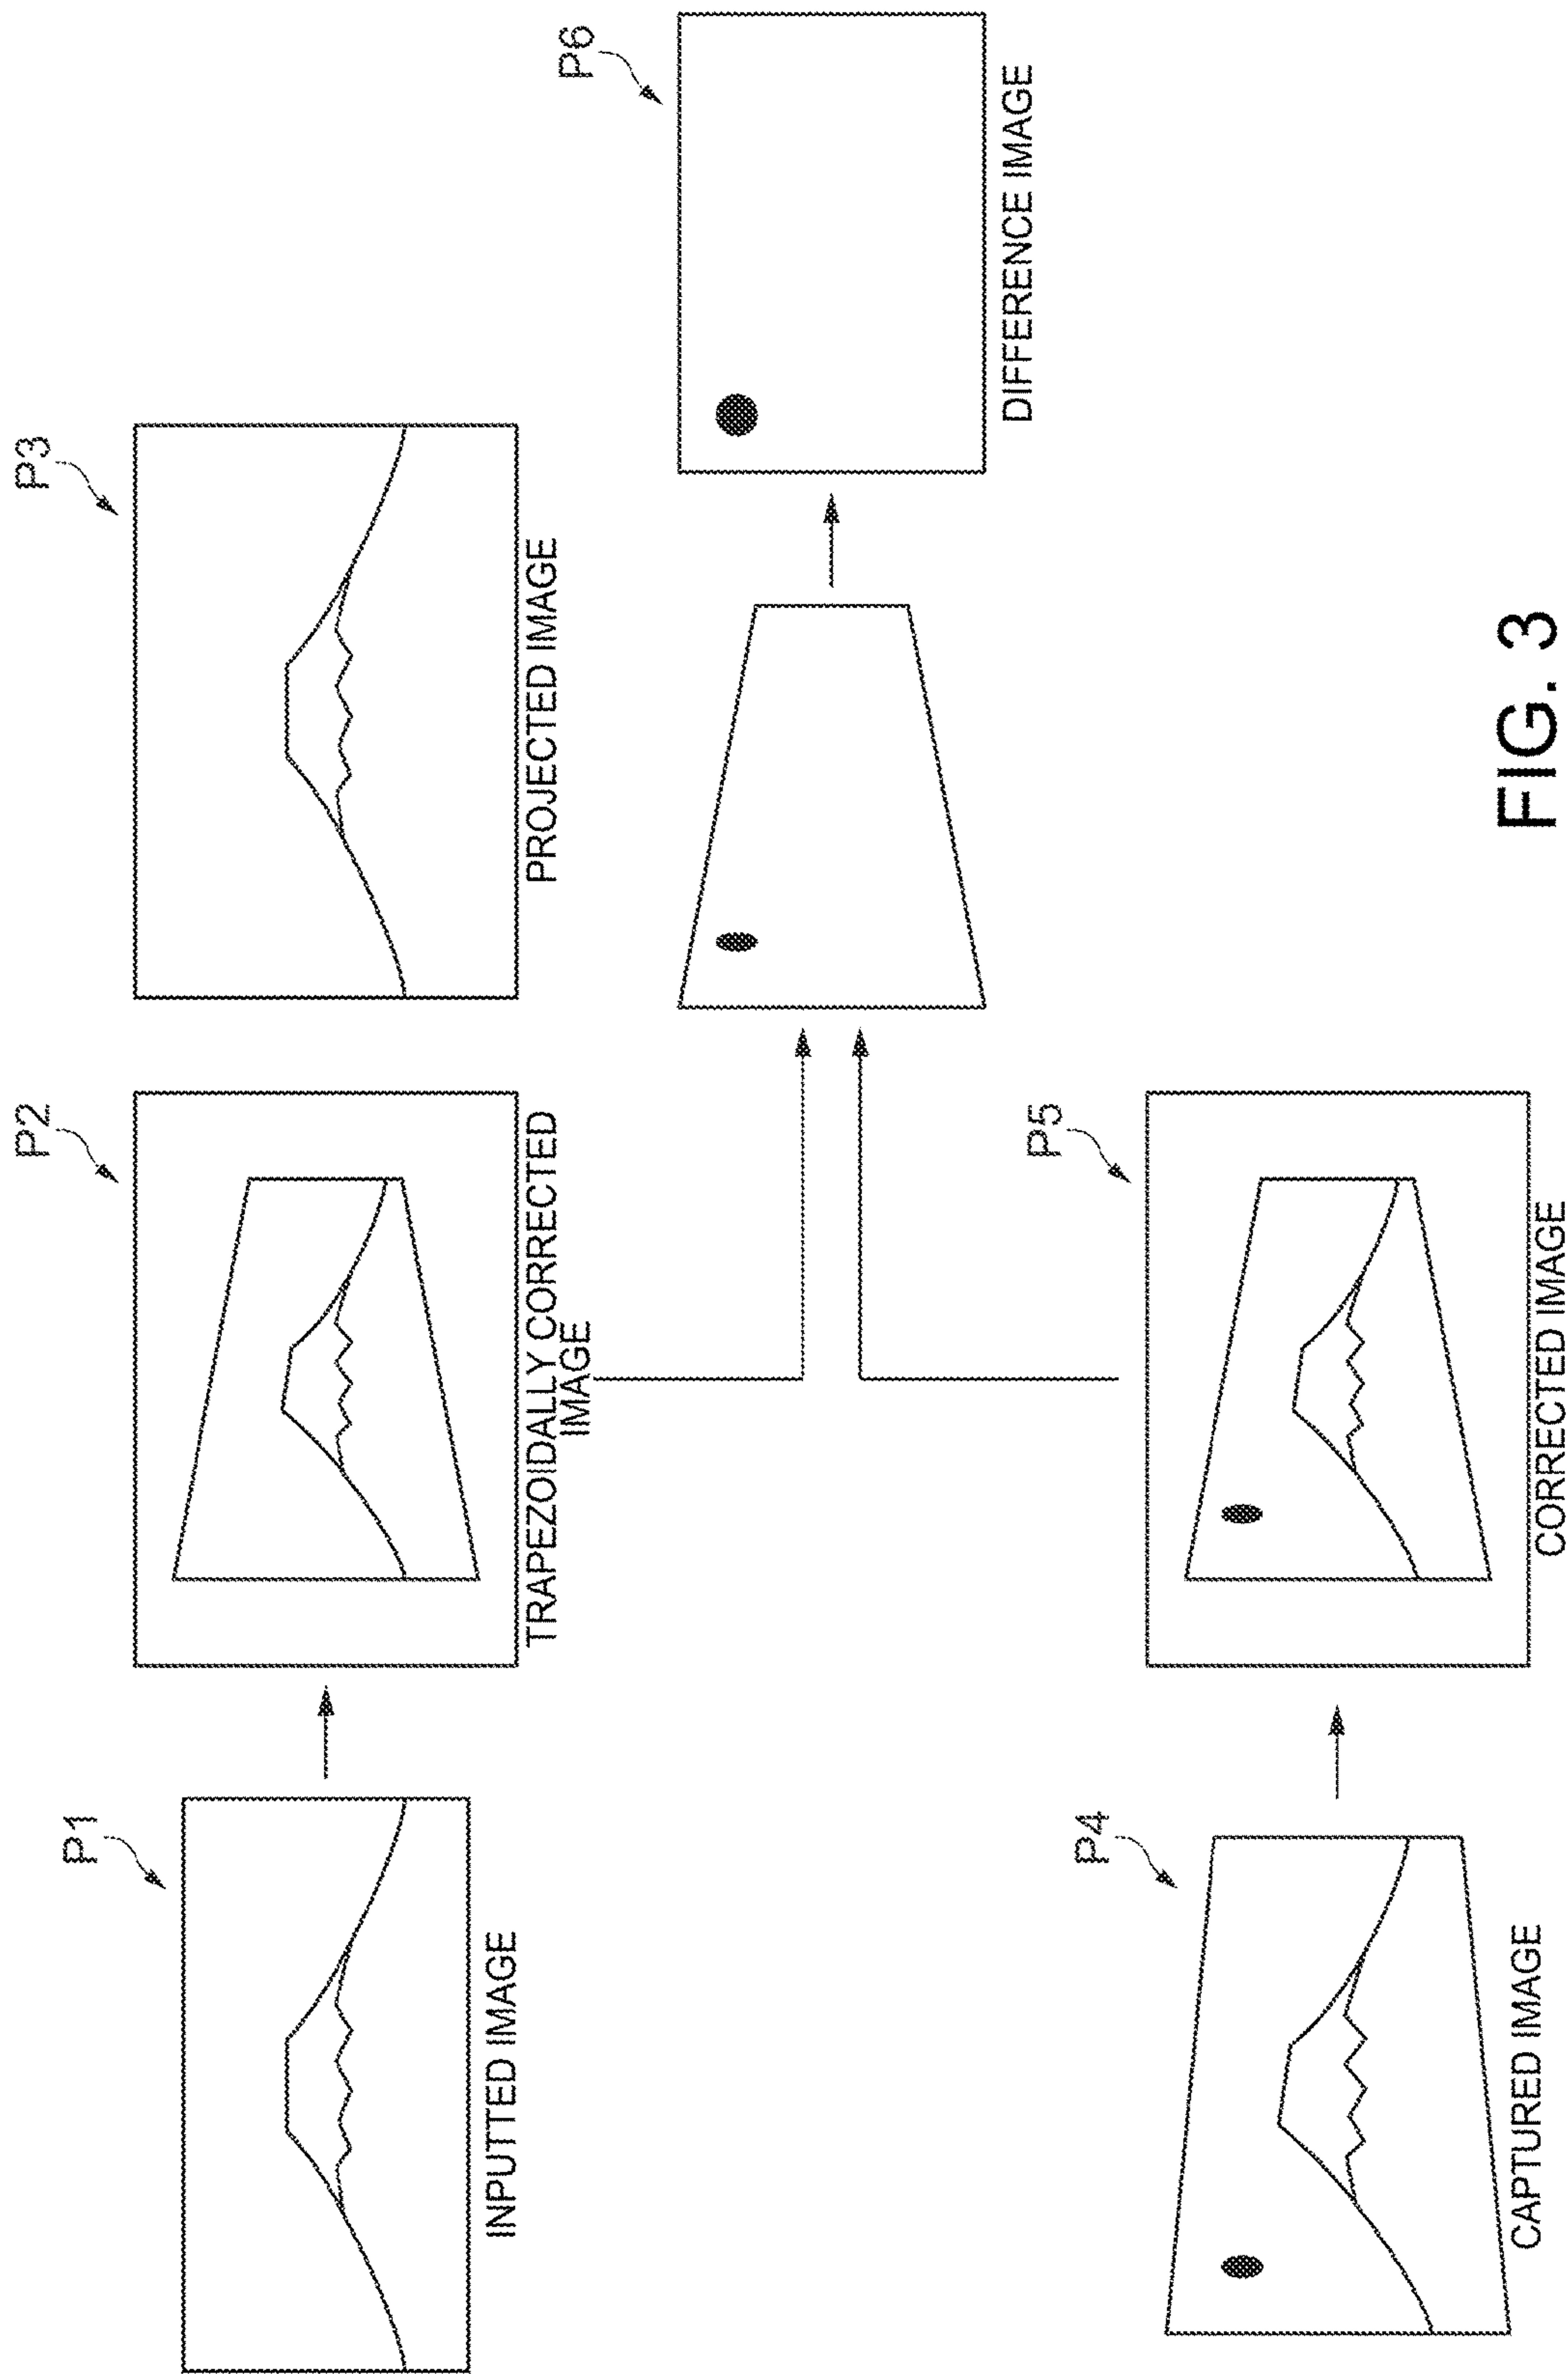 P1
INPUTTED IMAGE
P2
TRAPEZOIDALLY CORRECTED
IMAGE
P3
PROJECTED IMAGE
P4
CAPTURED IMAGE
P5
CORRECTED IMAGE
P6
DIFFERENCE IMAGE
FIG. 3